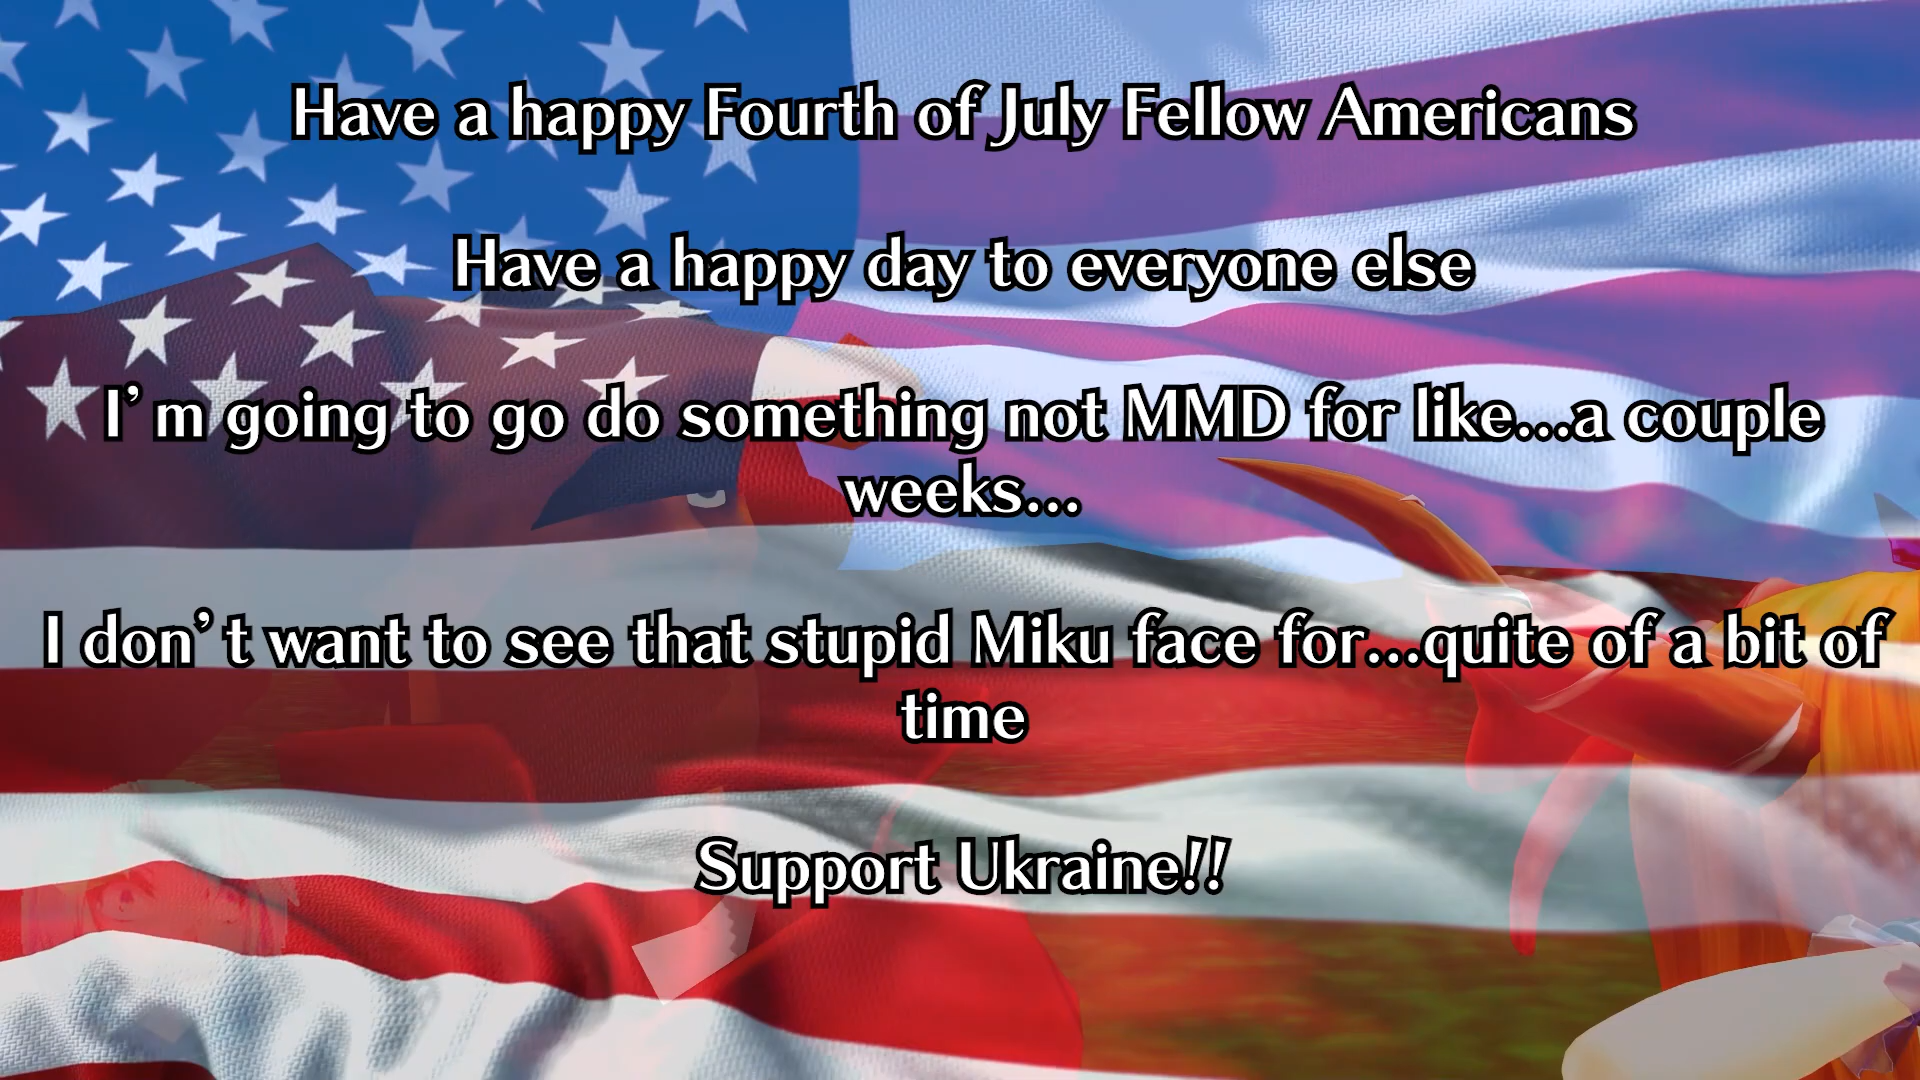 Have a happy Fourth of July Fellow Americans
Have a happy day to everyone else
I’m going to go do something not MMD for like...a couple
weeks...
I don’t want to see that stupid Miku face for...quite of a bit of
time
Support Ukraine!!